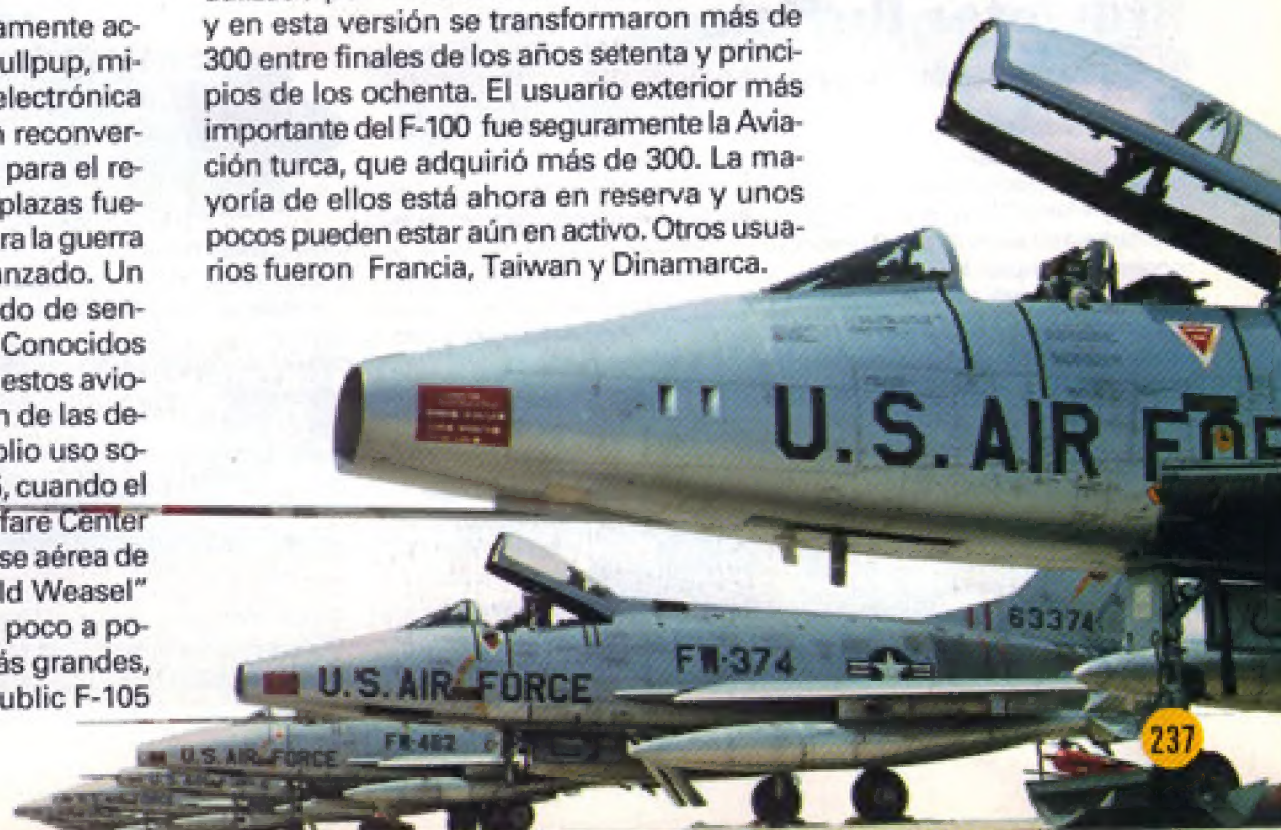 amente ac-
ullpup, mi-
electrónica
n reconver-
para el re-
plazas fue-
ra la guerra
nzado. Un
do de sen-
Conocidos
estos avio-
n de las de-
olio uso so-
, cuando el
fare Center
se aérea de
ld Weasel"
poco a po-
ás grandes,
ublic F-105
y en esta versión se transformaron más de
300 entre finales de los años setenta y princi-
pios de los ochenta. El usuario exterior más
importante del F-100 fue seguramente la Avia-
ción turca, que adquirió más de 300. La ma-
yoría de ellos está ahora en reserva y unos
pocos pueden estar aún en activo. Otros usua-
rios fueron Francia, Taiwan y Dinamarca.
U.S. AIR FOR
63374
FW-374
U.S. AIR FORCE
U.S. AIR FORCE
FW-462
237